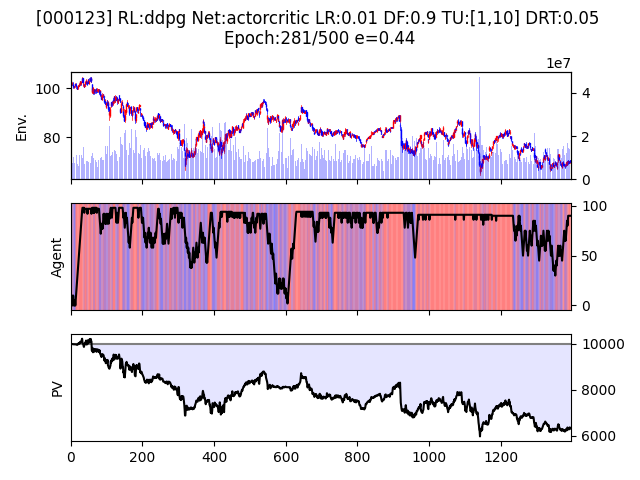 [000123] RL:ddpg Net:actorcritic LR:0.01 DF:0.9 TU:[1,10] DRT:0.05
Epoch:281/500 e=0.44
1e7
Env.
100
80
4
2
0
Agent
100
50
0
PV
10000
8000
6000
0 200 400 600 800 1000 1200